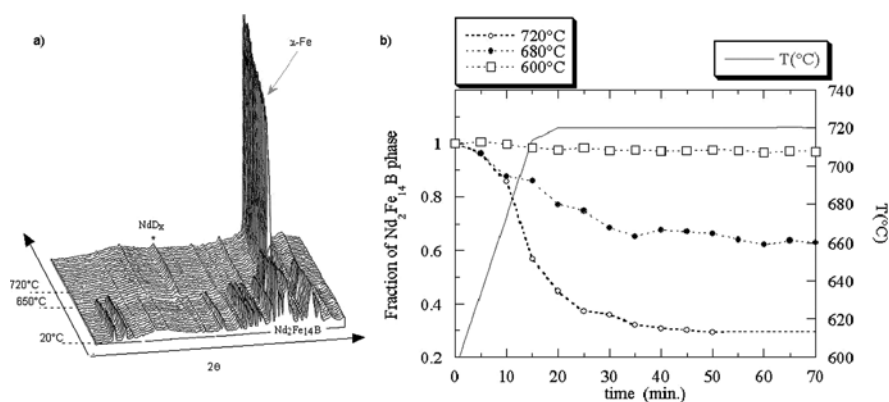 a)
α-Fe
NdDx
720°C
650°C
20°C
Nd2Fe14B
2θ
b)
720°C
680°C
600°C
T(°C)
Fraction of Nd2Fe14B phase
1
0.8
0.6
0.4
0.2
0 10 20 30 40 50 60 70
time (min.)
740
720
700
680
660
640
620
600
T(°C)